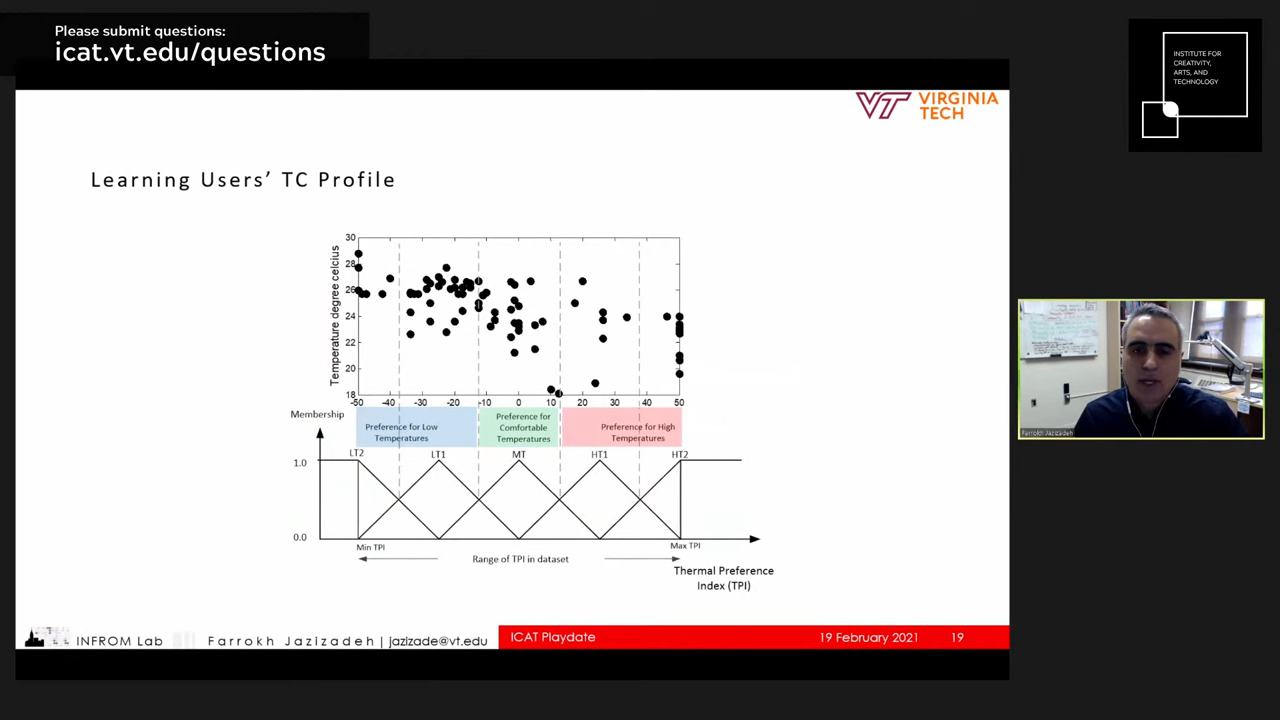 Please submit questions:
icat.vt.edu/questions
INSTITUTE FOR
CREATIVITY,
ARTS, AND
TECHNOLOGY
VT VIRGINIA
TECH
Learning Users' TC Profile
Temperature degree celcius
30
28
26
24
22
20
18
-50 -40 -30 -20 -10 0 10 20 30 40 50
Membership
Preference for Low
Temperatures
Preference for
Comfortable
Temperatures
Preference for High
Temperatures
LT2 LT1 MT HT1 HT2
1.0
0.0
Min TPI
Max TPI
Range of TPI in dataset
Thermal Preference
Index (TPI)
INFROM Lab
Farrokh Jazizadeh | jazizade@vt.edu
ICAT Playdate
19 February 2021
19
Farrokh Jazizadeh